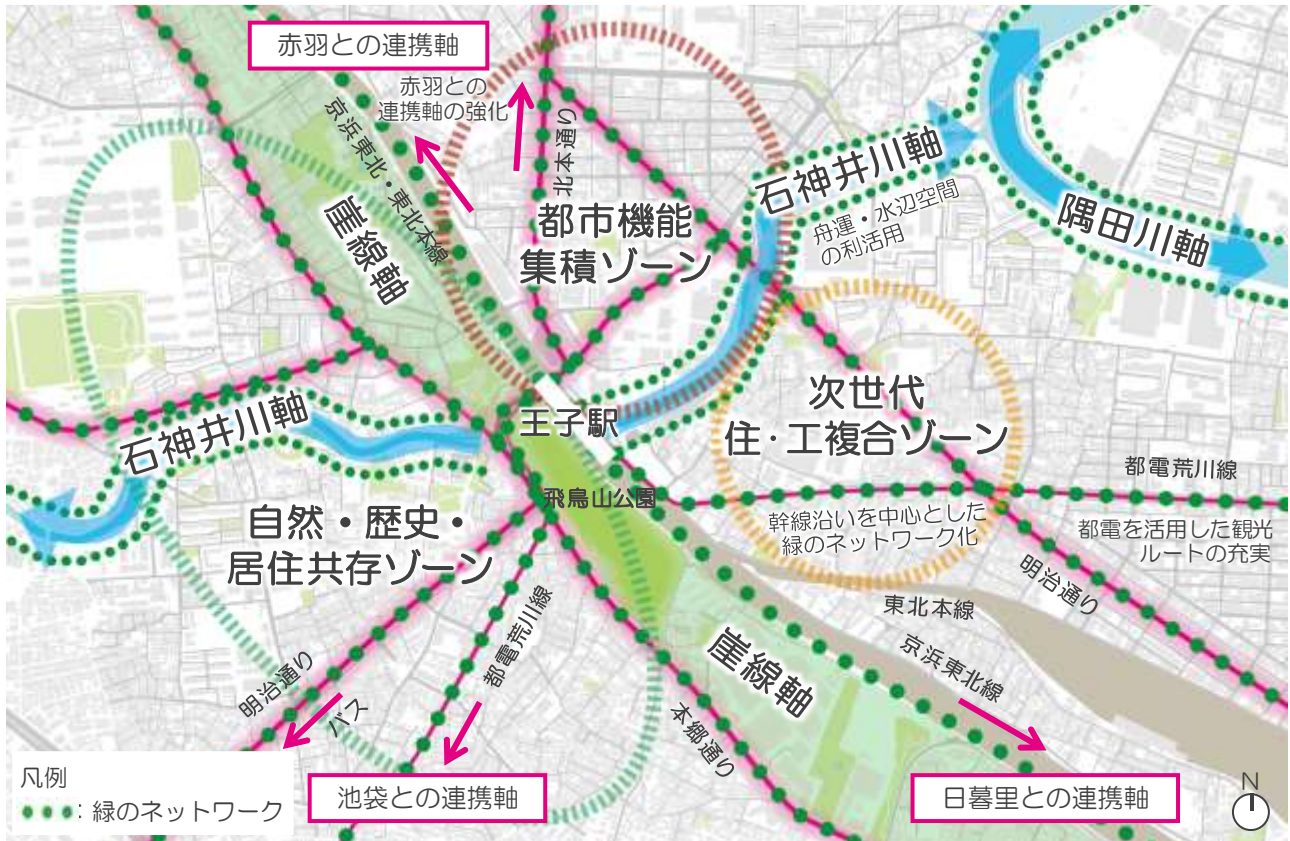 赤羽との連携軸
赤羽との
連携軸の強化
京浜東北・東北本線
北本通り
崖線軸
都市機能
集積ゾーン
石神井川軸
舟運・水辺空間
の利活用
隅田川軸
石神井川軸
王子駅
次世代
住・工複合ゾーン
都電荒川線
飛鳥山公園
自然・歴史・
居住共存ゾーン
幹線沿いを中心とした
緑のネットワーク化
都電を活用した観光
ルートの充実
明治通り
東北本線
京浜東北線
崖線軸
明治通り
バス
都電荒川線
本郷通り
凡例
：緑のネットワーク
池袋との連携軸
日暮里との連携軸
N